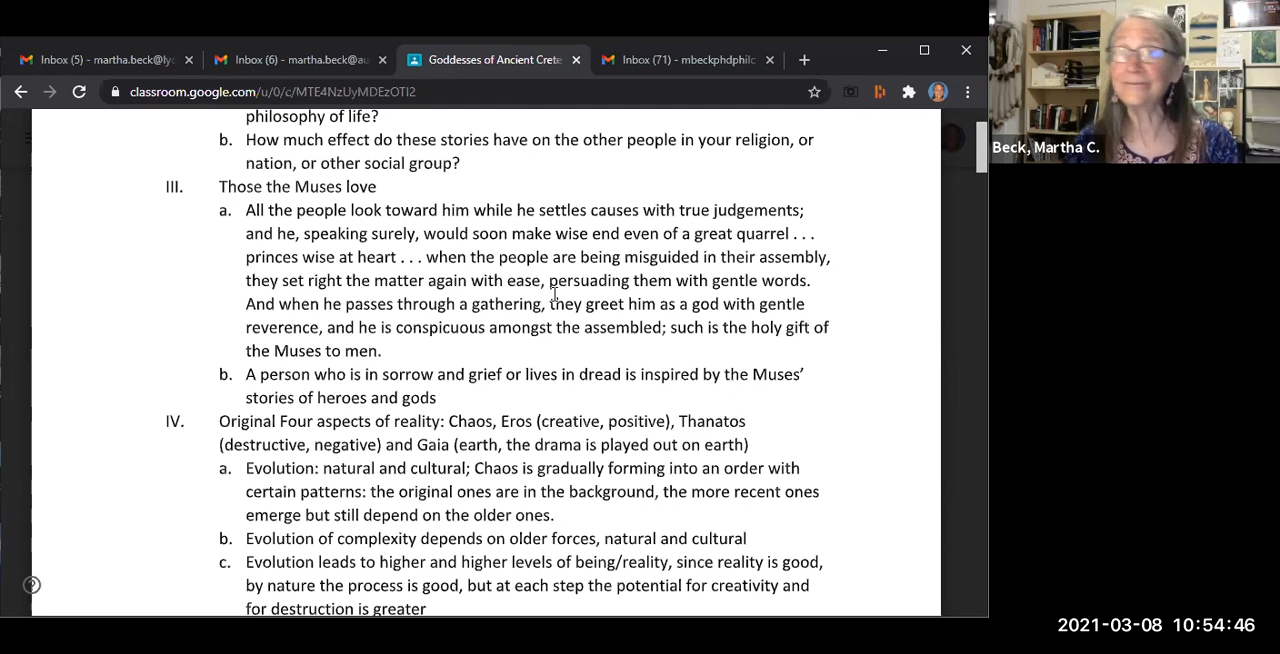 Inbox (5) - martha.beck@lyo
Inbox (6) - martha.beck@au
Goddesses of Ancient Crete
Inbox (71) - mbeckphdphilc
classroom.google.com/u/0/c/MTE4NzUyMDEzOTI2
Beck, Martha C.
philosophy of life?
b. How much effect do these stories have on the other people in your religion, or
nation, or other social group?
III. Those the Muses love
a. All the people look toward him while he settles causes with true judgements;
and he, speaking surely, would soon make wise end even of a great quarrel . . .
princes wise at heart . . . when the people are being misguided in their assembly,
they set right the matter again with ease, persuading them with gentle words.
And when he passes through a gathering, they greet him as a god with gentle
reverence, and he is conspicuous amongst the assembled; such is the holy gift of
the Muses to men.
b. A person who is in sorrow and grief or lives in dread is inspired by the Muses'
stories of heroes and gods
IV. Original Four aspects of reality: Chaos, Eros (creative, positive), Thanatos
(destructive, negative) and Gaia (earth, the drama is played out on earth)
a. Evolution: natural and cultural; Chaos is gradually forming into an order with
certain patterns: the original ones are in the background, the more recent ones
emerge but still depend on the older ones.
b. Evolution of complexity depends on older forces, natural and cultural
c. Evolution leads to higher and higher levels of being/reality, since reality is good,
by nature the process is good, but at each step the potential for creativity and
for destruction is greater
2021-03-08 10:54:46